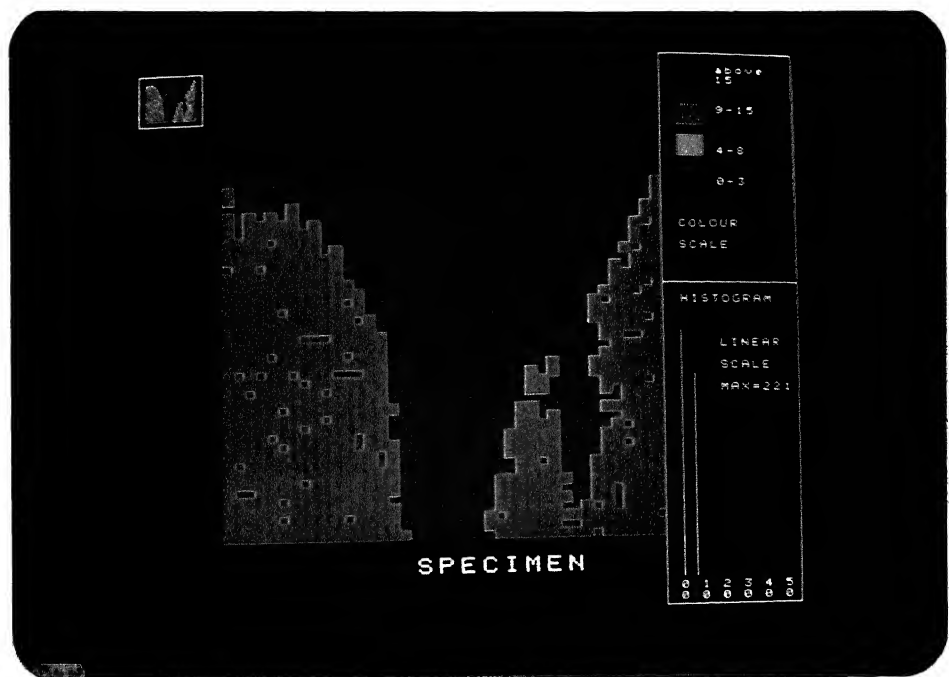 above
15
9-15
4-8
0-3
COLOUR
SCALE
HISTOGRAM
LINEAR
SCALE
MAX=221
0 1 2 3 4 5
0 0 0 0 0 0
SPECIMEN